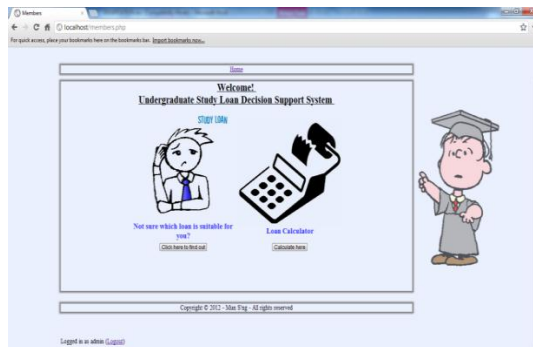 Members
localhost/members.php
For quick access, place your bookmarks here on the bookmarks bar. Import bookmarks now...
Home
Welcome!
Undergraduate Study Loan Decision Support System
STUDY LOAN
Not sure which loan is suitable for
you?
Loan Calculator
Click here to find out
Calculate here
Copyright © 2012 - Man - All rights reserved
Logged in as admin (Logout)